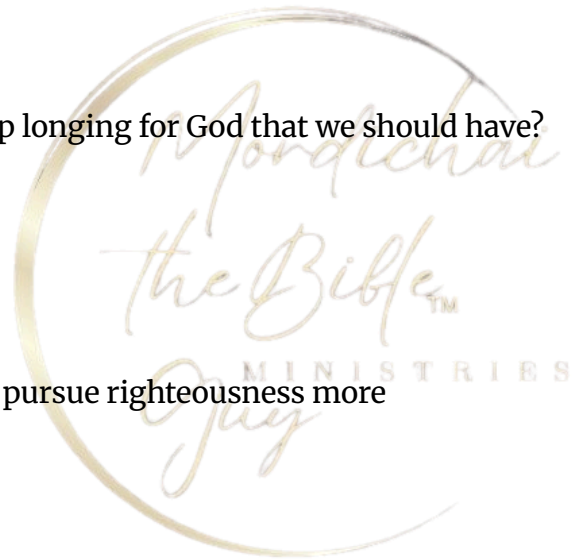 p longing for God that we should have?
Mordichai
the Bible™
MINISTRIES
pursue righteousness more
Guy